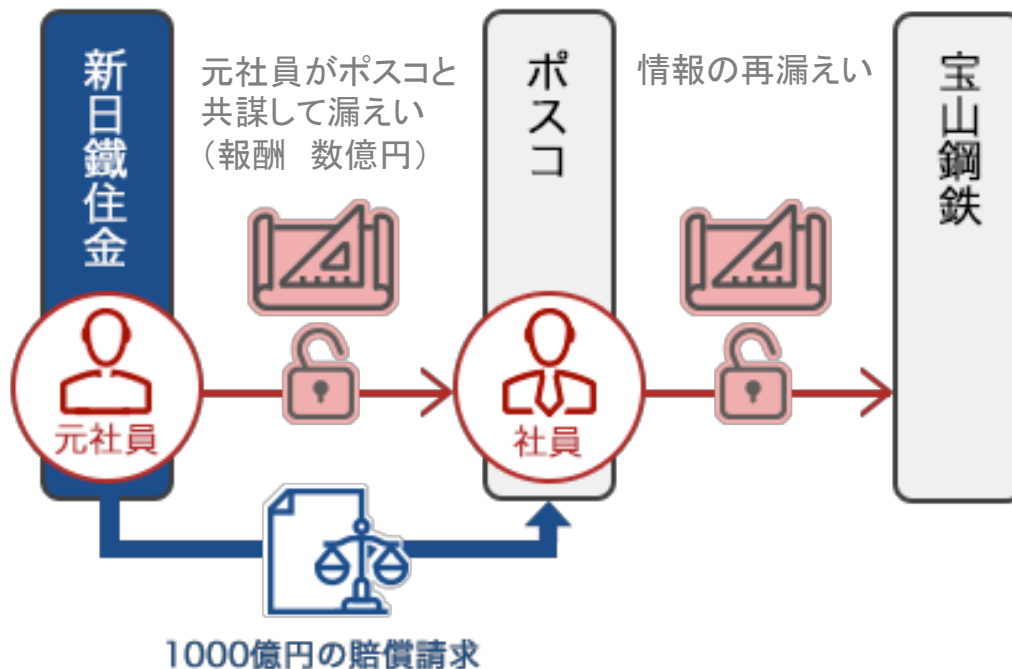 新日鐵住金
元社員がポスコと
共謀して漏えい
（報酬　数億円）
ポスコ
情報の再漏えい
宝山鋼鉄
元社員
社員
1000億円の賠償請求